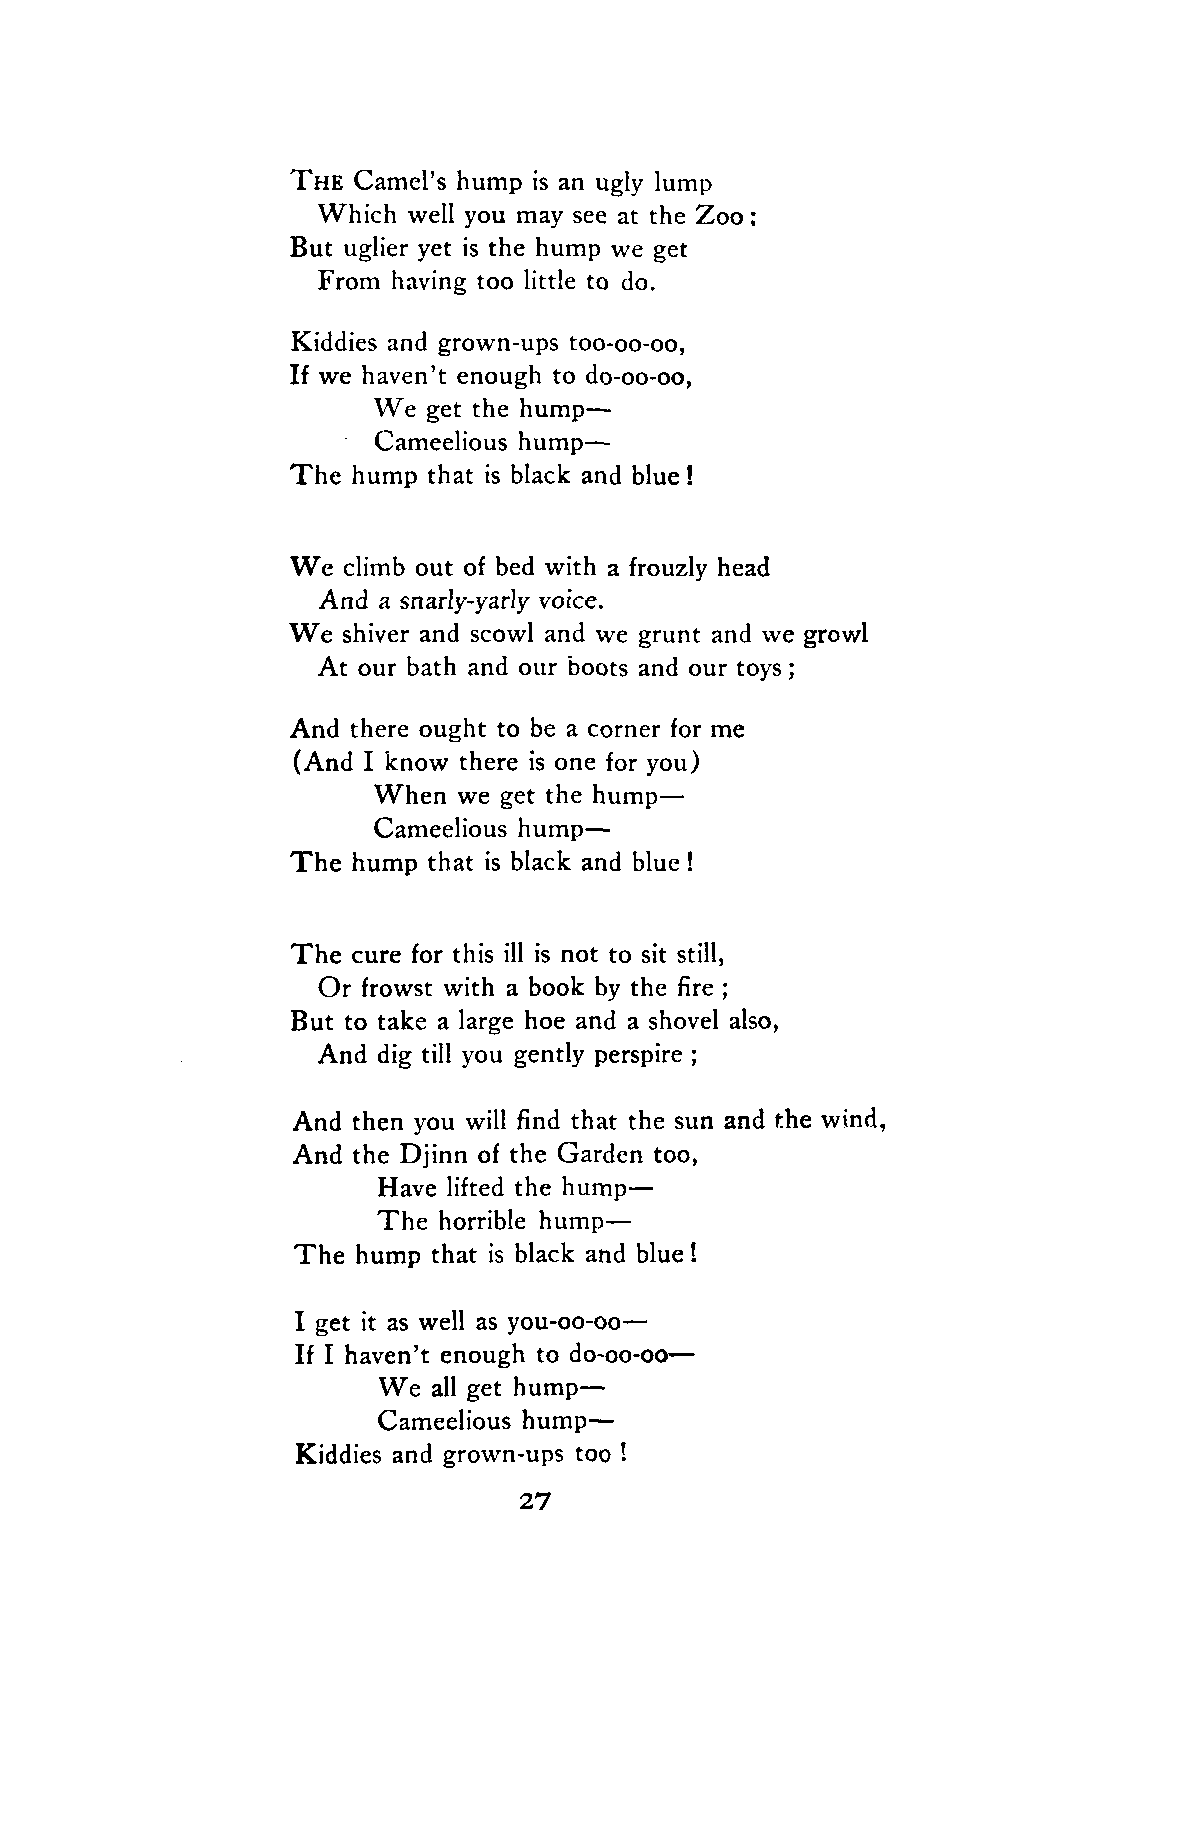 THE Camel's hump is an ugly lump
Which well you may see at the Zoo;
But uglier yet is the hump we get
From having too little to do.
Kiddies and grown-ups too-oo-oo,
If we haven't enough to do-oo-oo,
We get the hump—
Cameelious hump—
The hump that is black and blue!
We climb out of bed with a frouzly head
And a snarly-yarly voice.
We shiver and scowl and we grunt and we growl
At our bath and our boots and our toys;
And there ought to be a corner for me
(And I know there is one for you)
When we get the hump—
Cameelious hump—
The hump that is black and blue!
The cure for this ill is not to sit still,
Or frowst with a book by the fire;
But to take a large hoe and a shovel also,
And dig till you gently perspire;
And then you will find that the sun and the wind,
And the Djinn of the Garden too,
Have lifted the hump—
The horrible hump—
The hump that is black and blue!
I get it as well as you-oo-oo—
If I haven't enough to do-oo-oo—
We all get hump—
Cameelious hump—
Kiddies and grown-ups too!
27